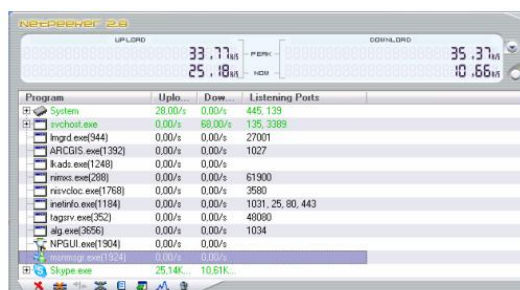 NetPeeker 2.8
UPLOAD DOWNLOAD
33.77K/S PEAK 35.37K/S
25.18K/S NOW 10.66K/S
Program Uplo... Dow... Listening Ports
System 28,00/s 0,00/s 445, 139
svchost.exe 0,00/s 68,00/s 135, 3389
lmgrd.exe(944) 0,00/s 0,00/s 27001
ARCGIS.exe(1392) 0,00/s 0,00/s 1027
lkads.exe(1248) 0,00/s 0,00/s
nimxs.exe(288) 0,00/s 0,00/s 61900
nisvcloc.exe(1768) 0,00/s 0,00/s 3580
inetinfo.exe(1184) 0,00/s 0,00/s 1031, 25, 80, 443
tagsrv.exe(352) 0,00/s 0,00/s 48080
alg.exe(3656) 0,00/s 0,00/s 1034
NPGUI.exe(1904) 0,00/s 0,00/s
msnmsgr.exe(1924) 0,00/s 0,00/s
Skype.exe 25,14K... 10,61K...